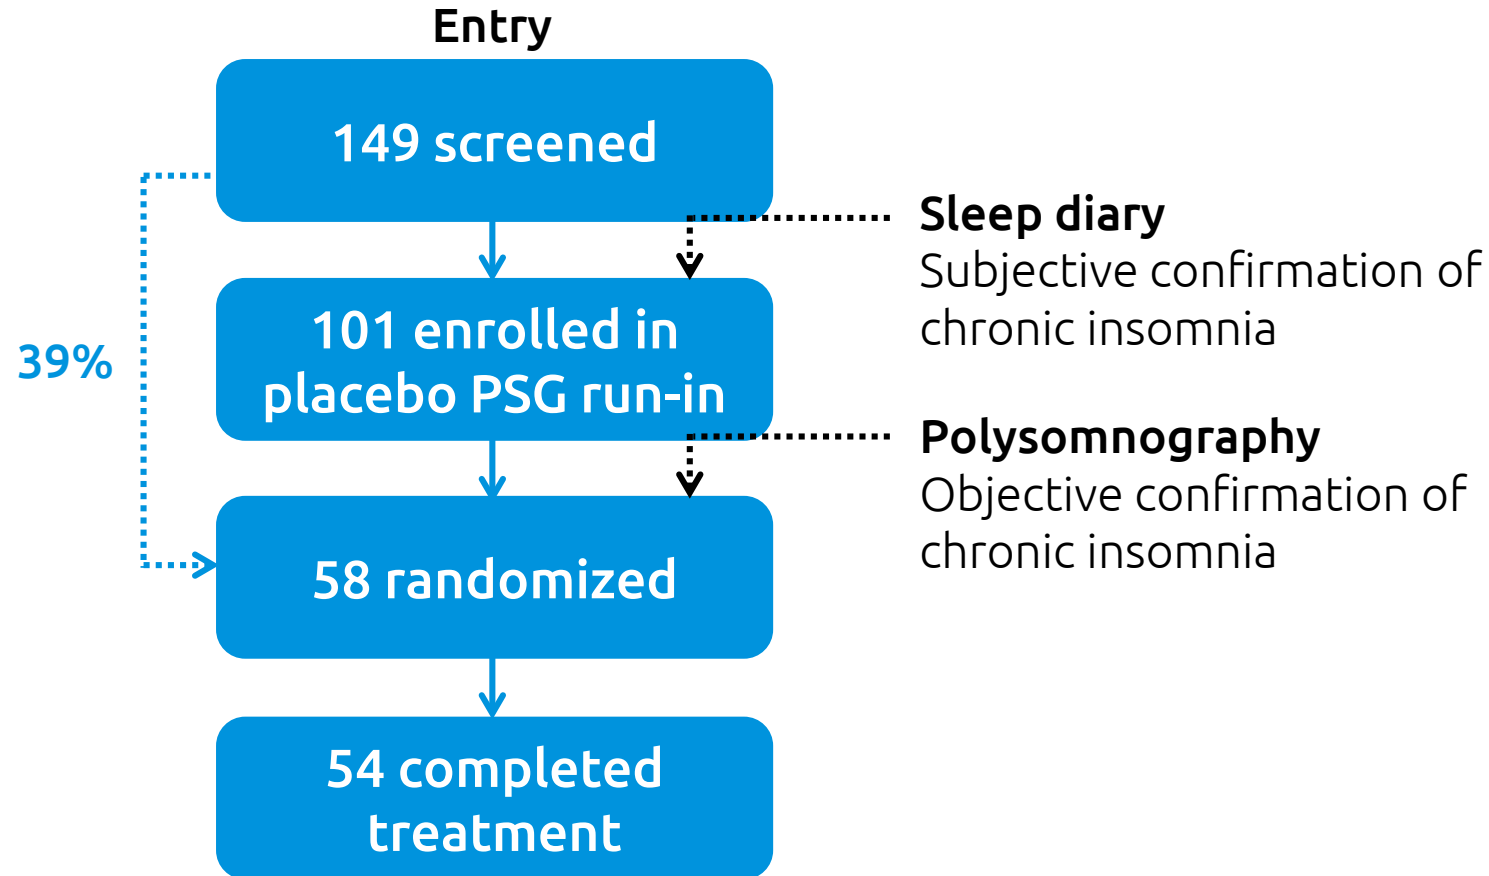 Entry
149 screened
Sleep diary
Subjective confirmation of
chronic insomnia
101 enrolled in
placebo PSG run-in
39%
Polysomnography
Objective confirmation of
chronic insomnia
58 randomized
54 completed
treatment